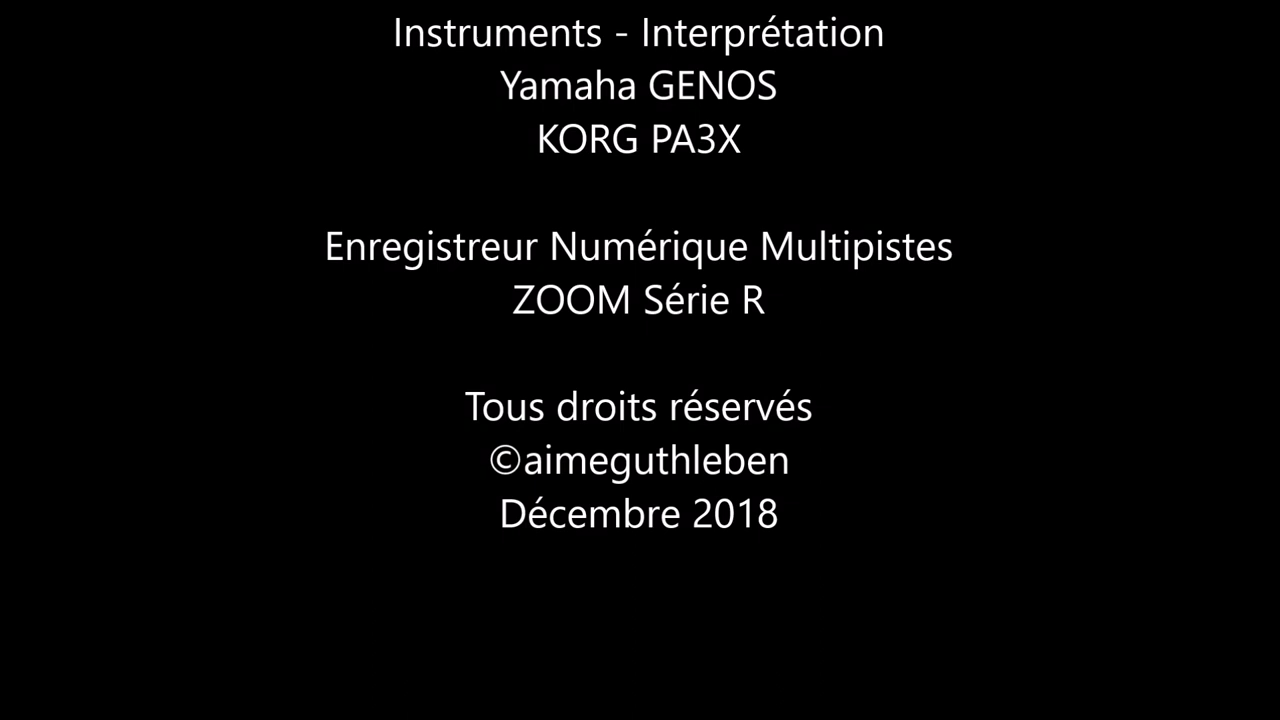 Instruments - Interprétation
Yamaha GENOS
KORG PA3X
Enregistreur Numérique Multipistes
ZOOM Série R
Tous droits réservés
©aimeguthleben
Décembre 2018